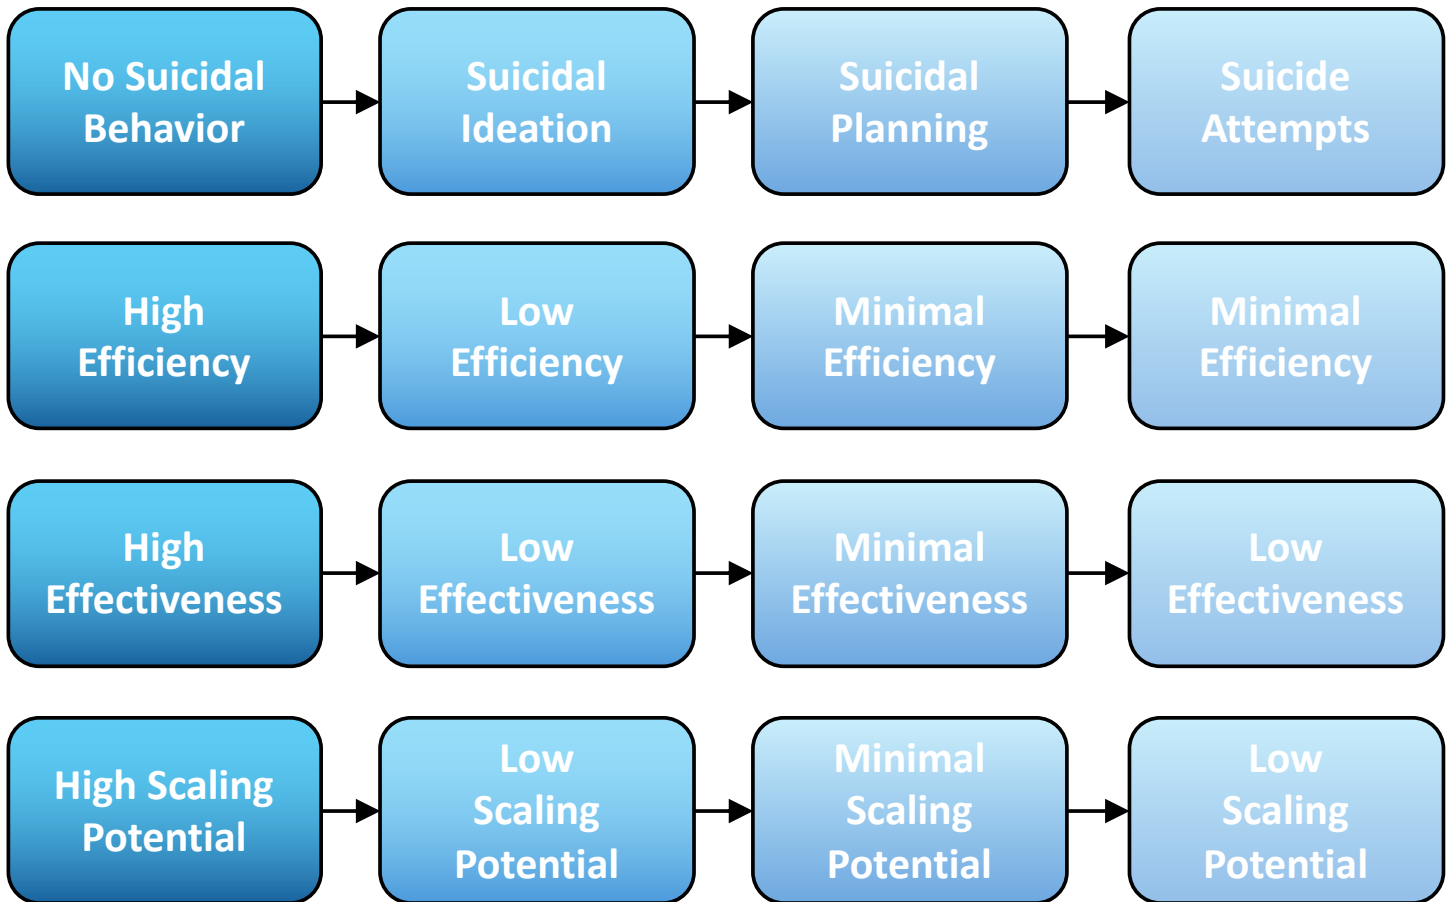 No Suicidal
Behavior
Suicidal
Ideation
Suicidal
Planning
Suicide
Attempts
High
Efficiency
Low
Efficiency
Minimal
Efficiency
Minimal
Efficiency
High
Effectiveness
Low
Effectiveness
Minimal
Effectiveness
Low
Effectiveness
High Scaling
Potential
Low
Scaling
Potential
Minimal
Scaling
Potential
Low
Scaling
Potential